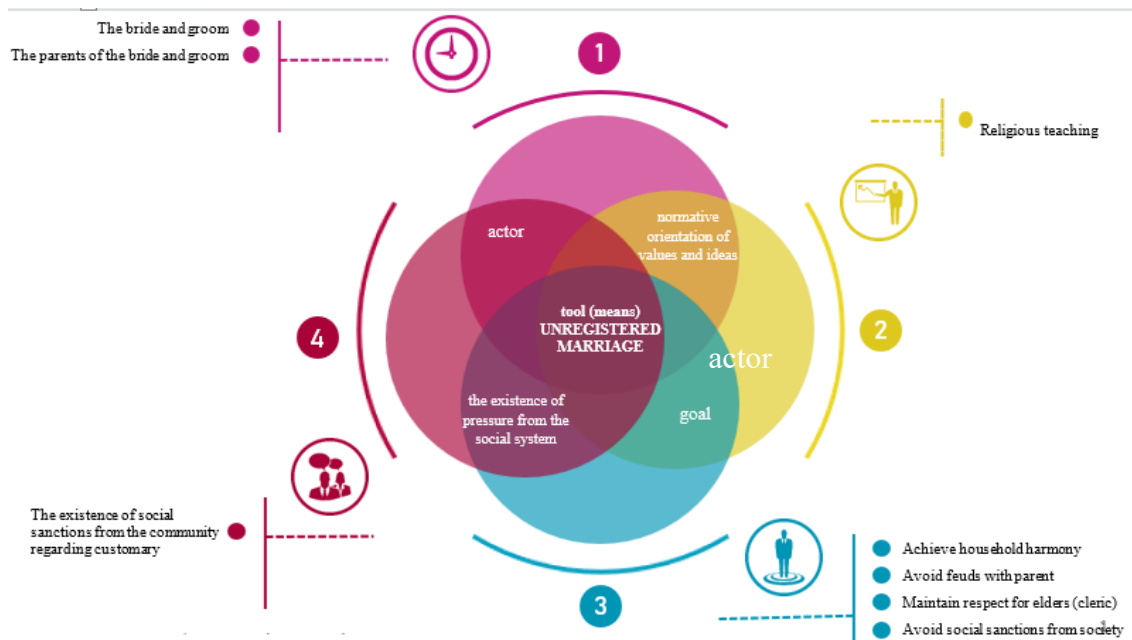 The bride and groom
The parents of the bride and groom
1
Religious teaching
actor
normative
orientation of
values and ideas
tool (means)
UNREGISTERED
MARRIAGE
4
2
actor
the existence of
pressure from the
social system
goal
The existence of social
sanctions from the community
regarding customary
3
Achieve household harmony
Avoid feuds with parent
Maintain respect for elders (cleric)
Avoid social sanctions from society